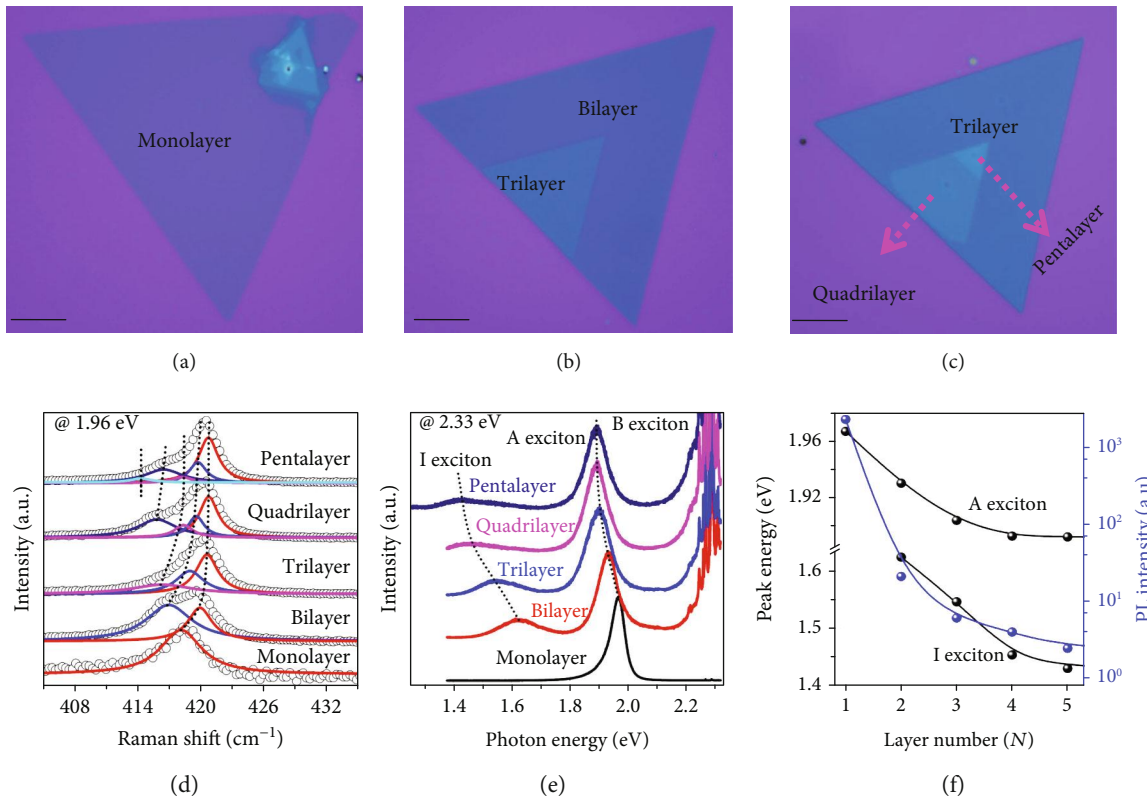 Monolayer
(a)
Bilayer
Trilayer
(b)
Trilayer
Pentalayer
Quadrilayer
(c)
@ 1.96 eV
Pentalayer
Quadrilayer
Trilayer
Bilayer
Monolayer
Intensity (a.u.)
408 414 420 426 432
Raman shift (cm⁻¹)
(d)
@ 2.33 eV
B exciton
A exciton
I exciton
Pentalayer
Quadrilayer
Trilayer
Bilayer
Monolayer
Intensity (a.u.)
1.4 1.6 1.8 2.0 2.2
Photon energy (eV)
(e)
1.96
1.92
1.6
1.5
1.4
Peak energy (eV)
A exciton
I exciton
10³
10²
10¹
10⁰
PL intensity (a.u)
1 2 3 4 5
Layer number (N)
(f)